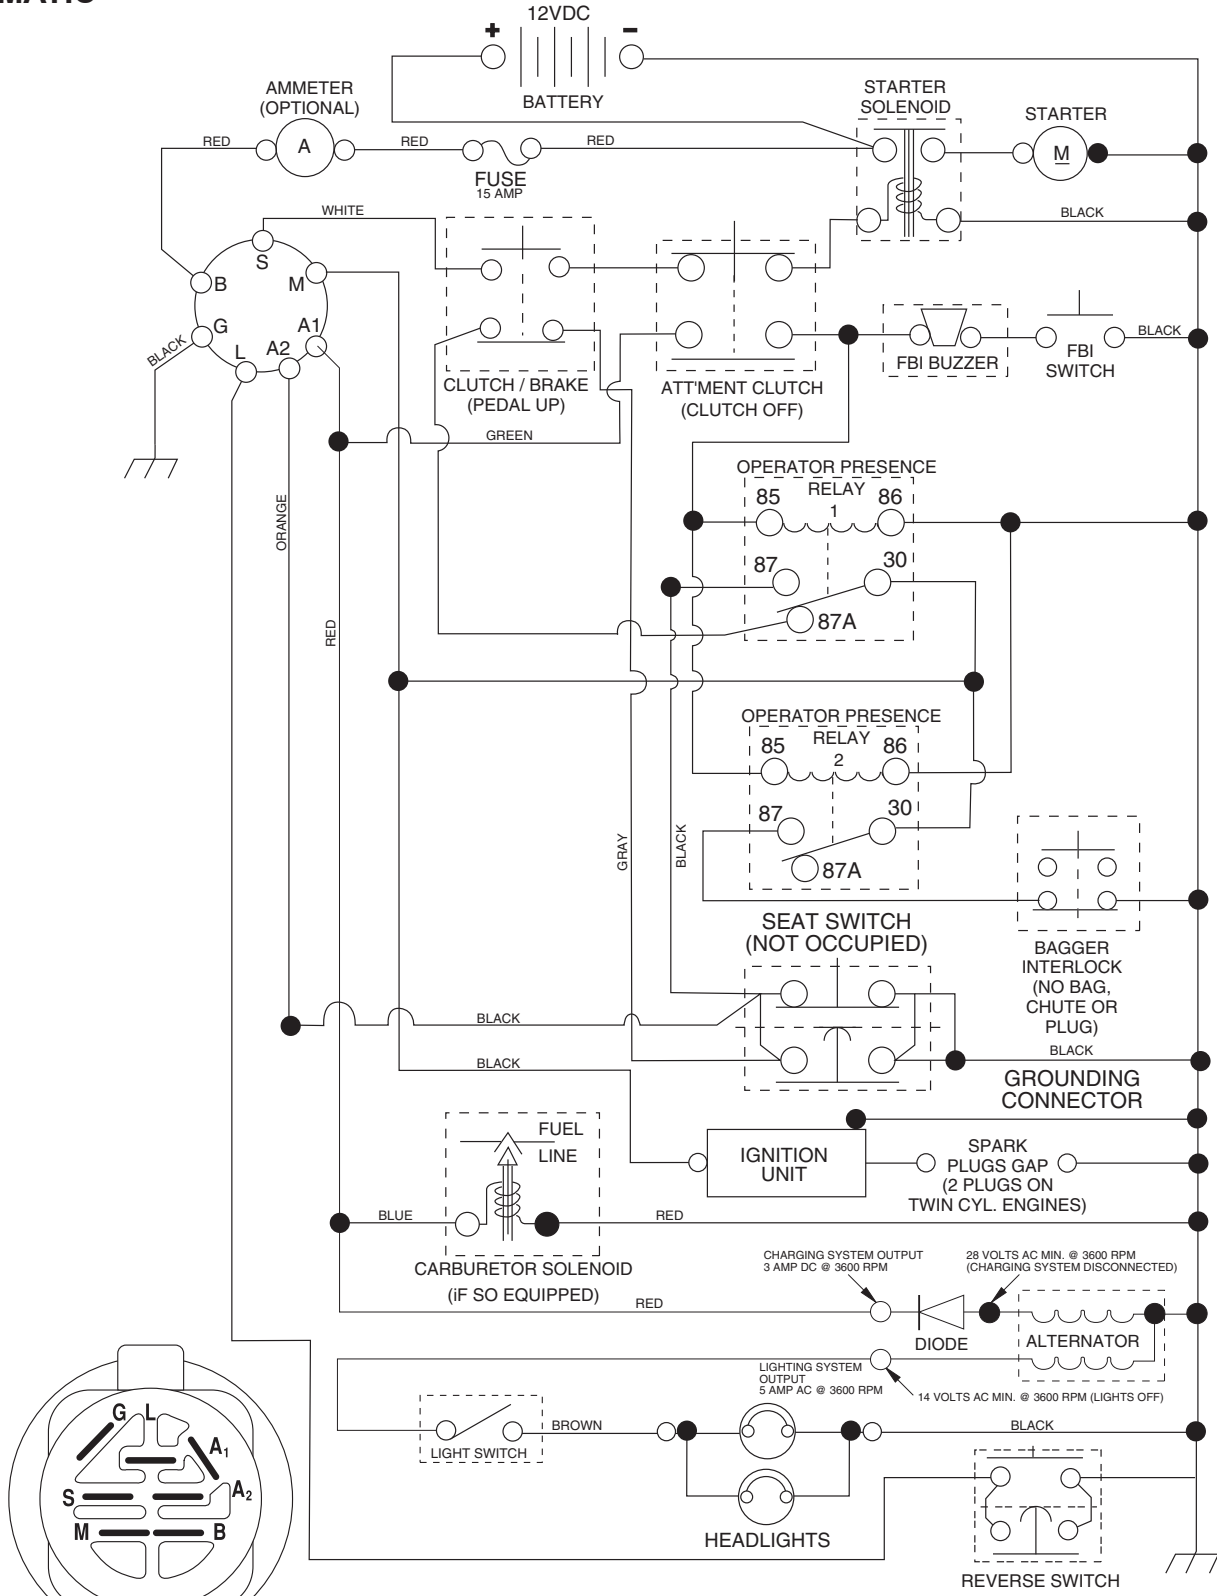 12VDC
+
−
BATTERY
AMMETER
(OPTIONAL)
A
RED
RED
RED
FUSE
15 AMP
STARTER
SOLENOID
STARTER
M
BLACK
WHITE
S
B
M
G
A1
L
A2
BLACK
CLUTCH / BRAKE
(PEDAL UP)
ATT'MENT CLUTCH
(CLUTCH OFF)
FBI BUZZER
FBI
SWITCH
BLACK
GREEN
ORANGE
RED
OPERATOR PRESENCE
RELAY
1
85
86
87
30
87A
OPERATOR PRESENCE
RELAY
2
85
86
87
30
87A
GRAY
BLACK
SEAT SWITCH
(NOT OCCUPIED)
BAGGER
INTERLOCK
(NO BAG,
CHUTE OR
PLUG)
BLACK
BLACK
BLACK
GROUNDING
CONNECTOR
FUEL
LINE
IGNITION
UNIT
SPARK
PLUGS GAP
(2 PLUGS ON
TWIN CYL. ENGINES)
BLUE
RED
CARBURETOR SOLENOID
(iF SO EQUIPPED)
RED
CHARGING SYSTEM OUTPUT
3 AMP DC @ 3600 RPM
28 VOLTS AC MIN. @ 3600 RPM
(CHARGING SYSTEM DISCONNECTED)
DIODE
ALTERNATOR
LIGHTING SYSTEM
OUTPUT
5 AMP AC @ 3600 RPM
14 VOLTS AC MIN. @ 3600 RPM (LIGHTS OFF)
LIGHT SWITCH
BROWN
BLACK
HEADLIGHTS
REVERSE SWITCH
G
L
A1
S
A2
M
B